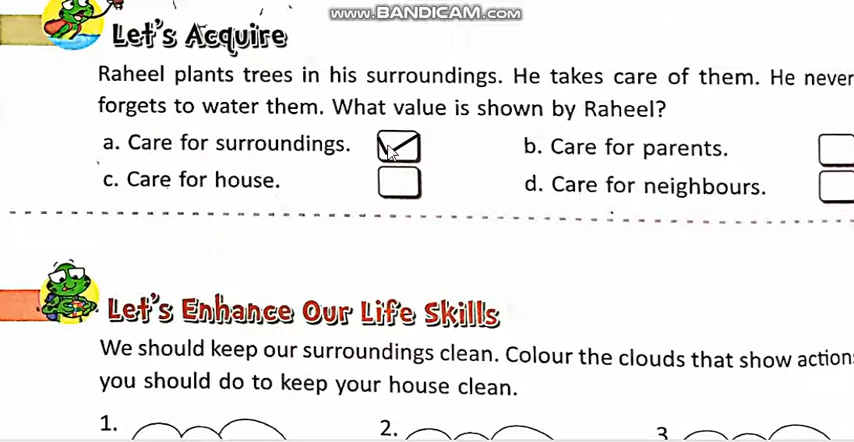 www.BANDICAM.com
Let's Acquire
Raheel plants trees in his surroundings. He takes care of them. He never
forgets to water them. What value is shown by Raheel?
a. Care for surroundings. b. Care for parents.
c. Care for house. d. Care for neighbours.
Let's Enhance Our Life Skills
We should keep our surroundings clean. Colour the clouds that show action
you should do to keep your house clean.
1. 2. 3